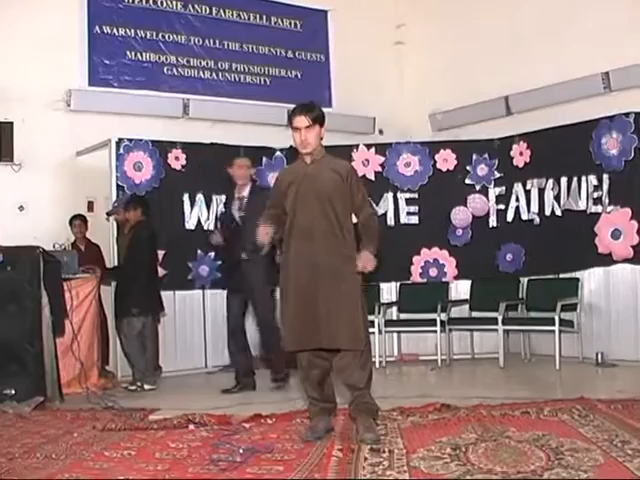 WELCOME AND FAREWELL PARTY
A WARM WELCOME TO ALL THE STUDENTS & GUESTS
MAHBOOB SCHOOL OF PHYSIOTHERAPY
GANDHARA UNIVERSITY
WE ME FATRWEL